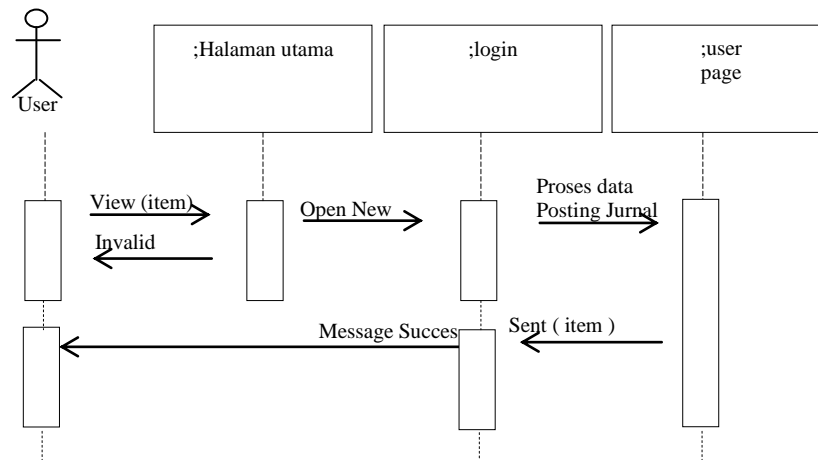 User
;Halaman utama
;login
;user
page
View (item)
Open New
Proses data
Posting Jurnal
Invalid
Message Succes
Sent ( item )